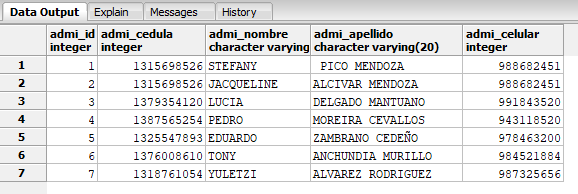 Data Output Explain Messages History
admi_id integer admi_cedula integer admi_nombre character varying admi_apellido character varying(20) admi_celular integer
1 1 1315698526 STEFANY PICO MENDOZA 988682451
2 2 1315698526 JACQUELINE ALCIVAR MENDOZA 988682451
3 3 1379354120 LUCIA DELGADO MANTUANO 991843520
4 4 1387565254 PEDRO MOREIRA CEVALLOS 943118520
5 5 1325547893 EDUARDO ZAMBRANO CEDEÑO 978463200
6 6 1376008610 TONY ANCHUNDIA MURILLO 984521884
7 7 1318761054 YULETZI ALVAREZ RODRIGUEZ 987325656